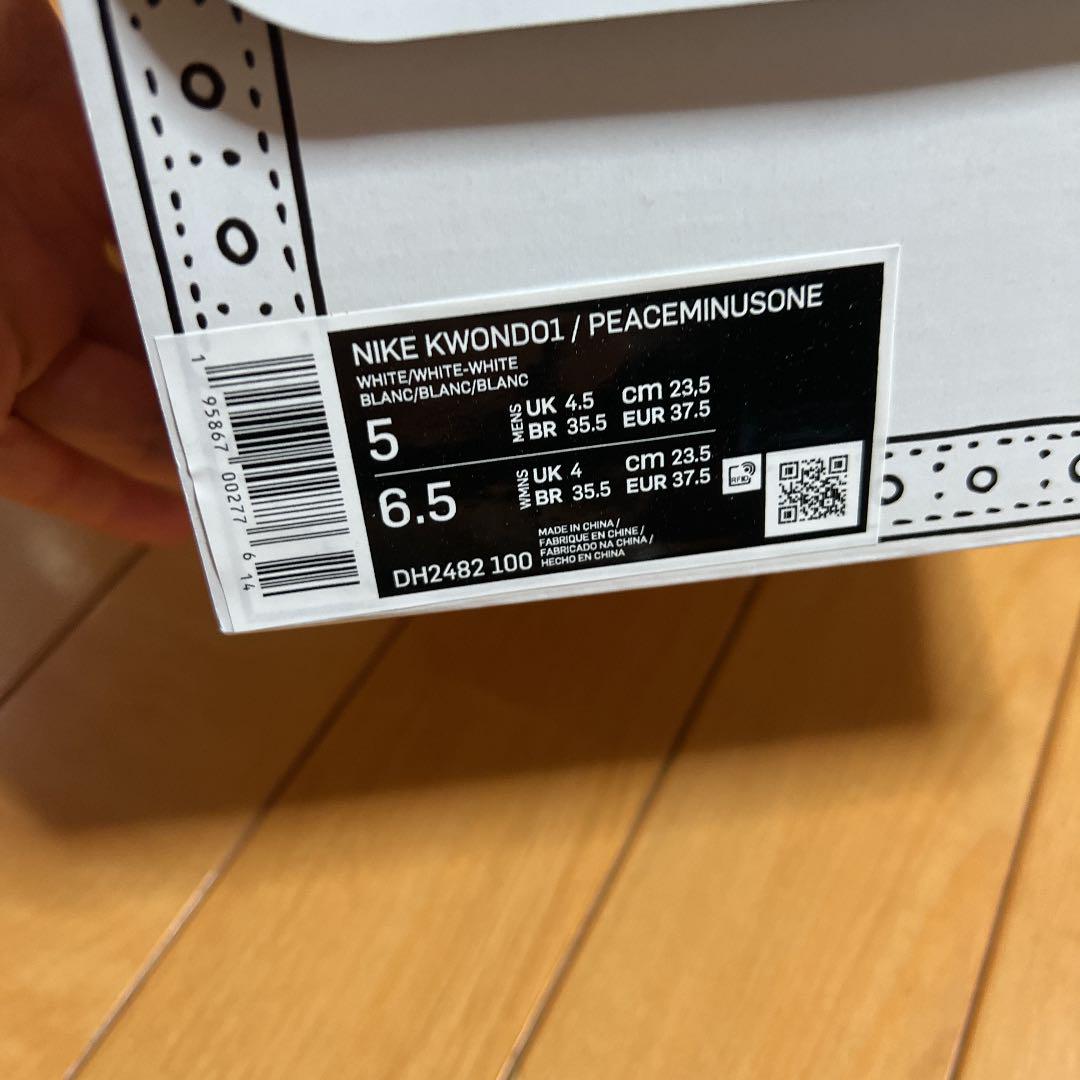 NIKE KWONDO1 / PEACEMINUSONE
WHITE/WHITE-WHITE
BLANC/BLANC/BLANC
5 MENS UK 4.5 cm 23,5
BR 35.5 EUR 37.5
6.5 WMNS UK 4 cm 23.5
BR 35.5 EUR 37.5
RFID
DH2482 100
MADE IN CHINA /
FABRIQUE EN CHINE /
FABRICADO NA CHINA /
HECHO EN CHINA
1 95867 00277 6 14